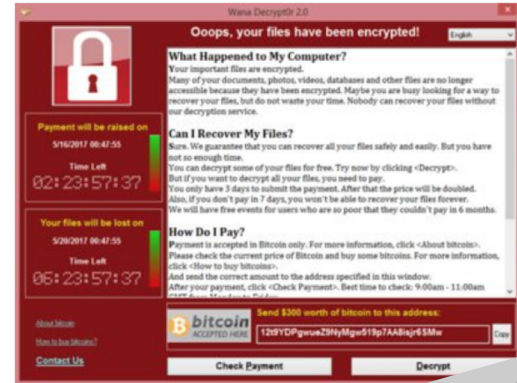 Wana Decrypt0r 2.0
Ooops, your files have been encrypted!
English
What Happened to My Computer?
Your important files are encrypted.
Many of your documents, photos, videos, databases and other files are no longer
accessible because they have been encrypted. Maybe you are busy looking for a way to
recover your files, but do not waste your time. Nobody can recover your files without
our decryption service.
Can I Recover My Files?
Sure. We guarantee that you can recover all your files safely and easily. But you have
not so enough time.
You can decrypt some of your files for free. Try now by clicking <Decrypt>.
But if you want to decrypt all your files, you need to pay.
You only have 3 days to submit the payment. After that the price will be doubled.
Also, if you don't pay in 7 days, you won't be able to recover your files forever.
We will have free events for users who are so poor that they couldn't pay in 6 months.
How Do I Pay?
Payment is accepted in Bitcoin only. For more information, click <About bitcoin>.
Please check the current price of Bitcoin and buy some bitcoins. For more information,
click <How to buy bitcoins>.
And send the correct amount to the address specified in this window.
After your payment, click <Check Payment>. Best time to check: 9:00am - 11:00am
GMT from Monday to Friday.
Payment will be raised on
5/16/2017 00:47:55
Time Left
02:23:57:37
Your files will be lost on
5/20/2017 00:47:55
Time Left
06:23:57:37
About bitcoin
How to buy bitcoins?
Contact Us
bitcoin
ACCEPTED HERE
Send $300 worth of bitcoin to this address:
Copy
Check Payment
Decrypt